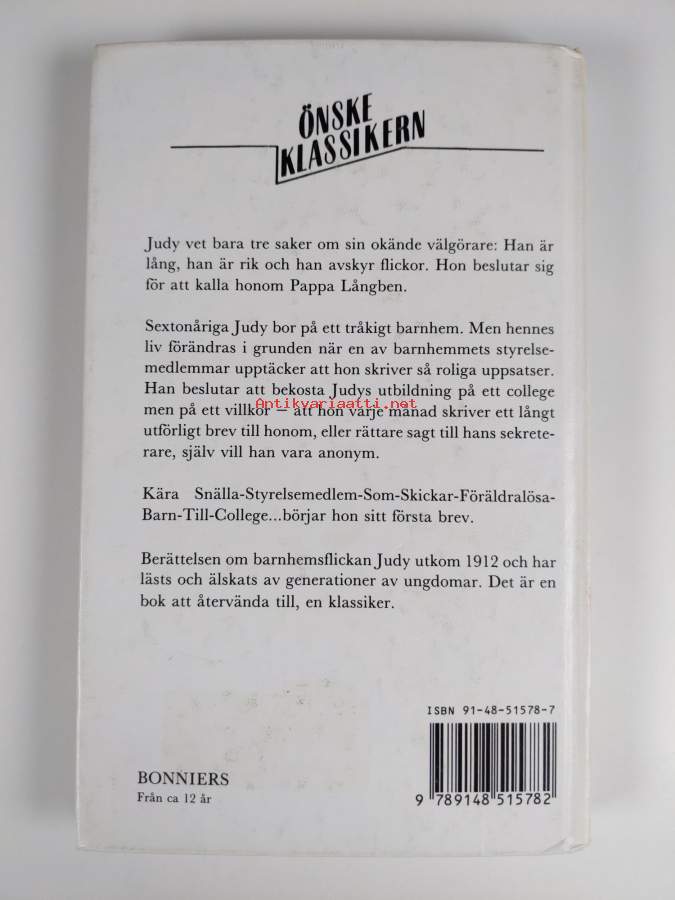 ÖNSKE
KLASSIKERN
Judy vet bara tre saker om sin okände välgörare: Han är
lång, han är rik och han avskyr flickor. Hon beslutar sig
för att kalla honom Pappa Långben.
Sextonåriga Judy bor på ett tråkigt barnhem. Men hennes
liv förändras i grunden när en av barnhemmets styrelse-
medlemmar upptäcker att hon skriver så roliga uppsatser.
Han beslutar att bekosta Judys utbildning på ett college
Antikvariaatti.net
men på ett villkor – att hon varje månad skriver ett långt
utförligt brev till honom, eller rättare sagt till hans sekrete-
rare, själv vill han vara anonym.
Kära Snälla-Styrelsemedlem-Som-Skickar-Föräldralösa-
Barn-Till-College...börjar hon sitt första brev.
Berättelsen om barnhemsflickan Judy utkom 1912 och har
lästs och älskats av generationer av ungdomar. Det är en
bok att återvända till, en klassiker.
ISBN 91-48-51578-7
BONNIERS
Från ca 12 år
9 789148 515782